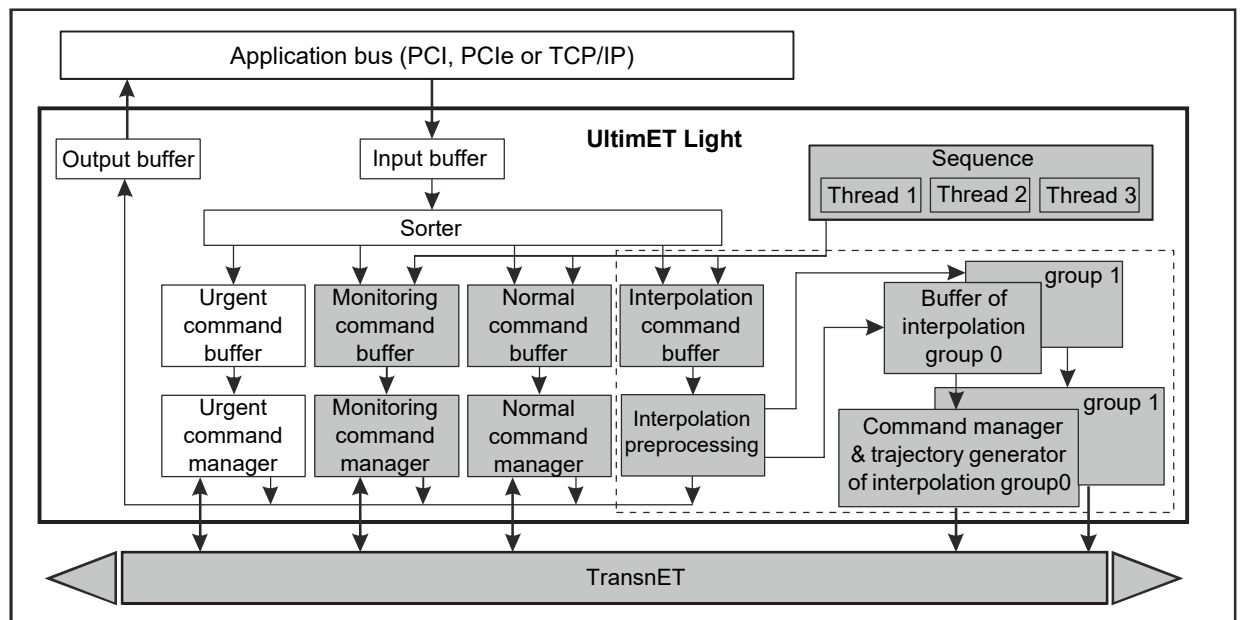 Application bus (PCI, PCIe or TCP/IP)
UltimET Light
Output buffer
Input buffer
Sequence
Thread 1
Thread 2
Thread 3
Sorter
Urgent
command
buffer
Monitoring
command
buffer
Normal
command
buffer
Interpolation
command
buffer
group 1
Buffer of
interpolation
group 0
Urgent
command
manager
Monitoring
command
manager
Normal
command
manager
Interpolation
preprocessing
group 1
Command manager
& trajectory generator
of interpolation group0
TransnET